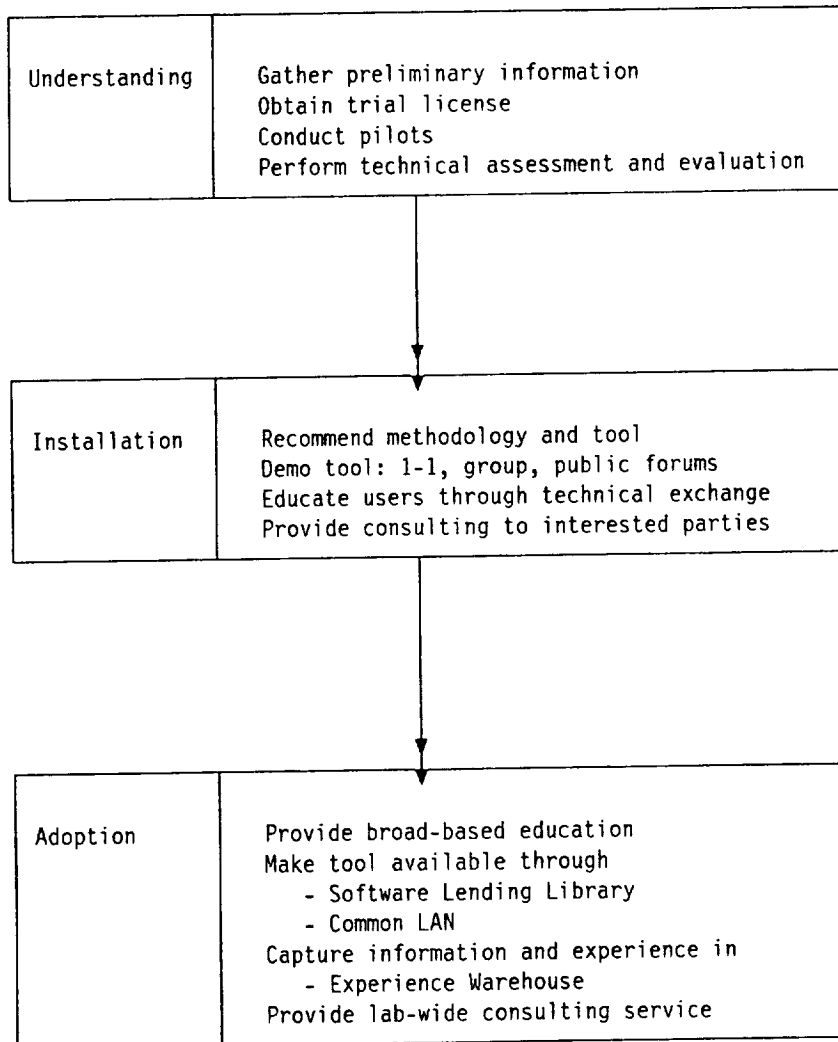 Understanding
Gather preliminary information
Obtain trial license
Conduct pilots
Perform technical assessment and evaluation
Installation
Recommend methodology and tool
Demo tool: 1-1, group, public forums
Educate users through technical exchange
Provide consulting to interested parties
Adoption
Provide broad-based education
Make tool available through
- Software Lending Library
- Common LAN
Capture information and experience in
- Experience Warehouse
Provide lab-wide consulting service